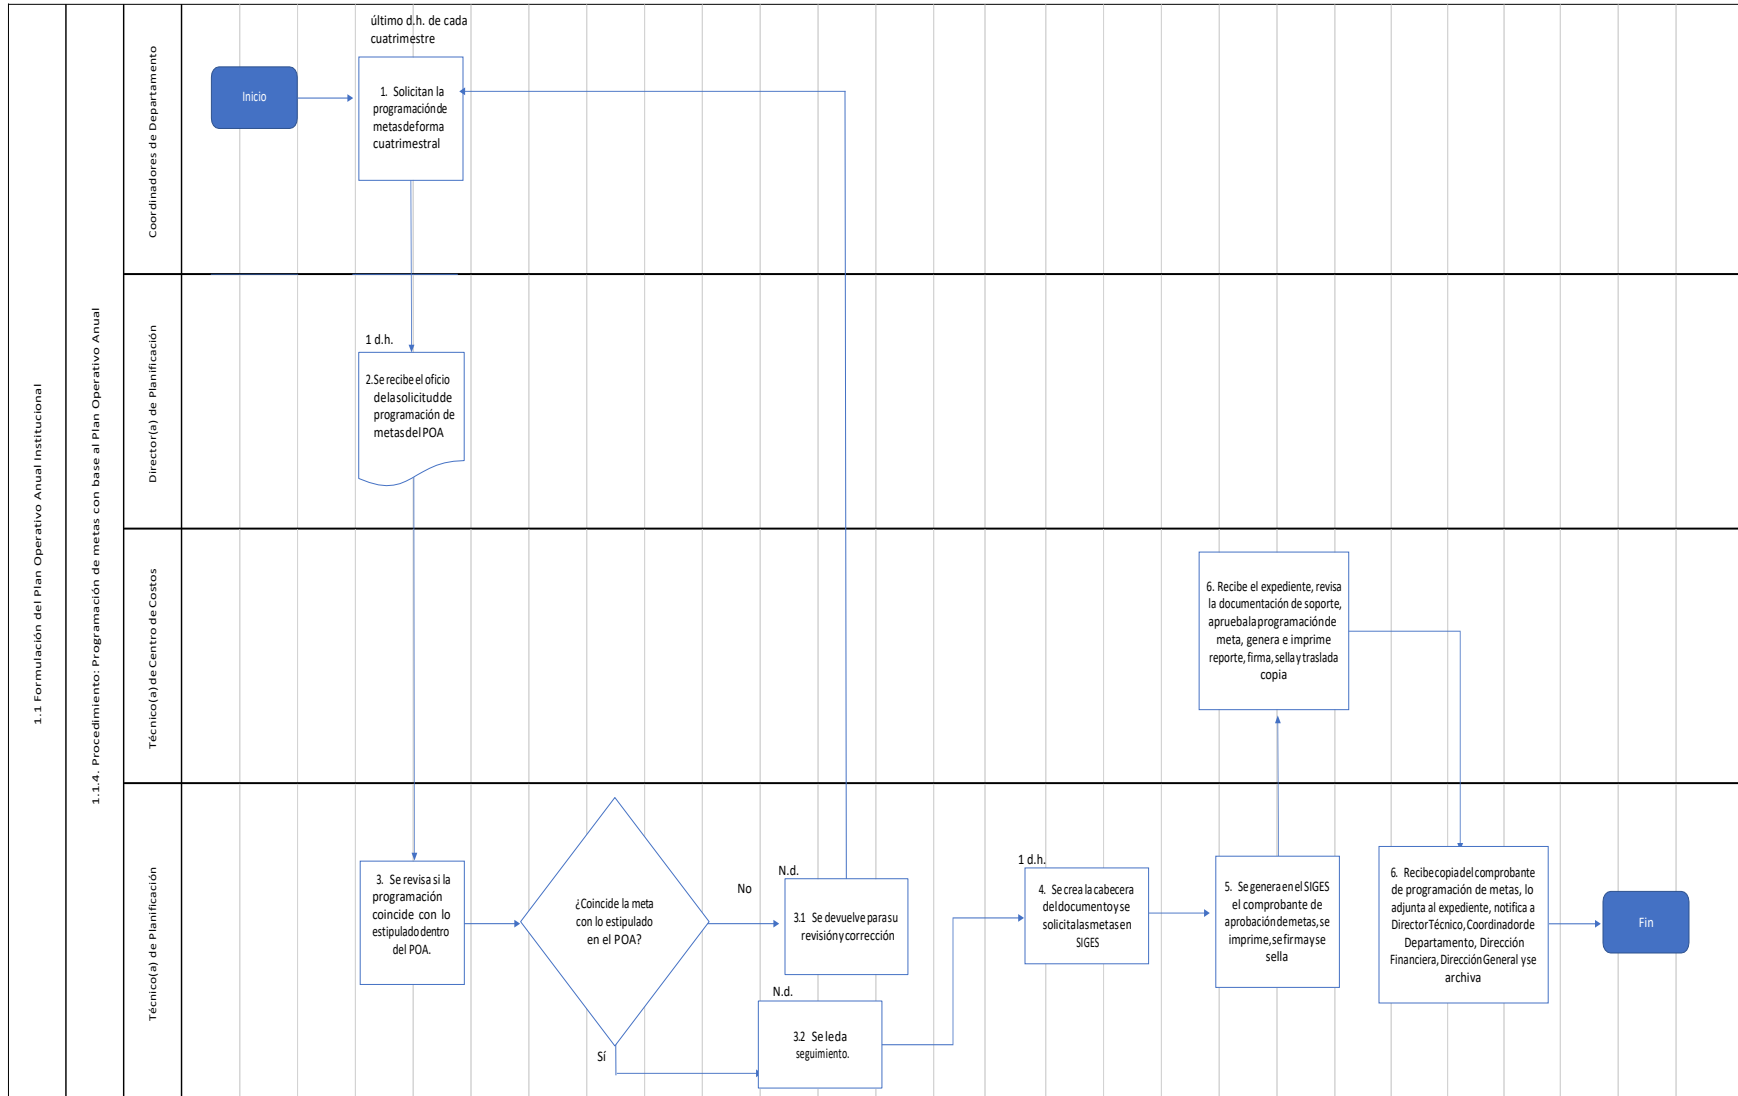 1.1 Formulación del Plan Operativo Anual Institucional
1.1.4. Procedimiento: Programación de metas con base al Plan Operativo Anual
Coordinadores de Departamento
Inicio
último d.h. de cada
cuatrimestre
1. Solicitan la
programación de
metas de forma
cuatrimestral
Director(a) de Planificación
1 d.h.
2. Se recibe el oficio
de la solicitud de
programación de
metas del POA
Técnico(a) de Centro de Costos
6. Recibe el expediente, revisa
la documentación de soporte,
aprueba la programación de
meta, genera e imprime
reporte, firma, sella y traslada
copia
Técnico(a) de Planificación
3. Se revisa si la
programación
coincide con lo
estipulado dentro
del POA.
¿Coincide la meta
con lo estipulado
en el POA?
No
Sí
N.d.
3.1 Se devuelve para su
revisión y corrección
N.d.
3.2 Se le da
seguimiento.
1 d.h.
4. Se crea la cabecera
del documento y se
solicita las metas en
SIGES
5. Se genera en el SIGES
el comprobante de
aprobación de metas, se
imprime, se firma y se
sella
6. Recibe copia del comprobante
de programación de metas, lo
adjunta al expediente, notifica a
Director Técnico, Coordinador de
Departamento, Dirección
Financiera, Dirección General y se
archiva
Fin